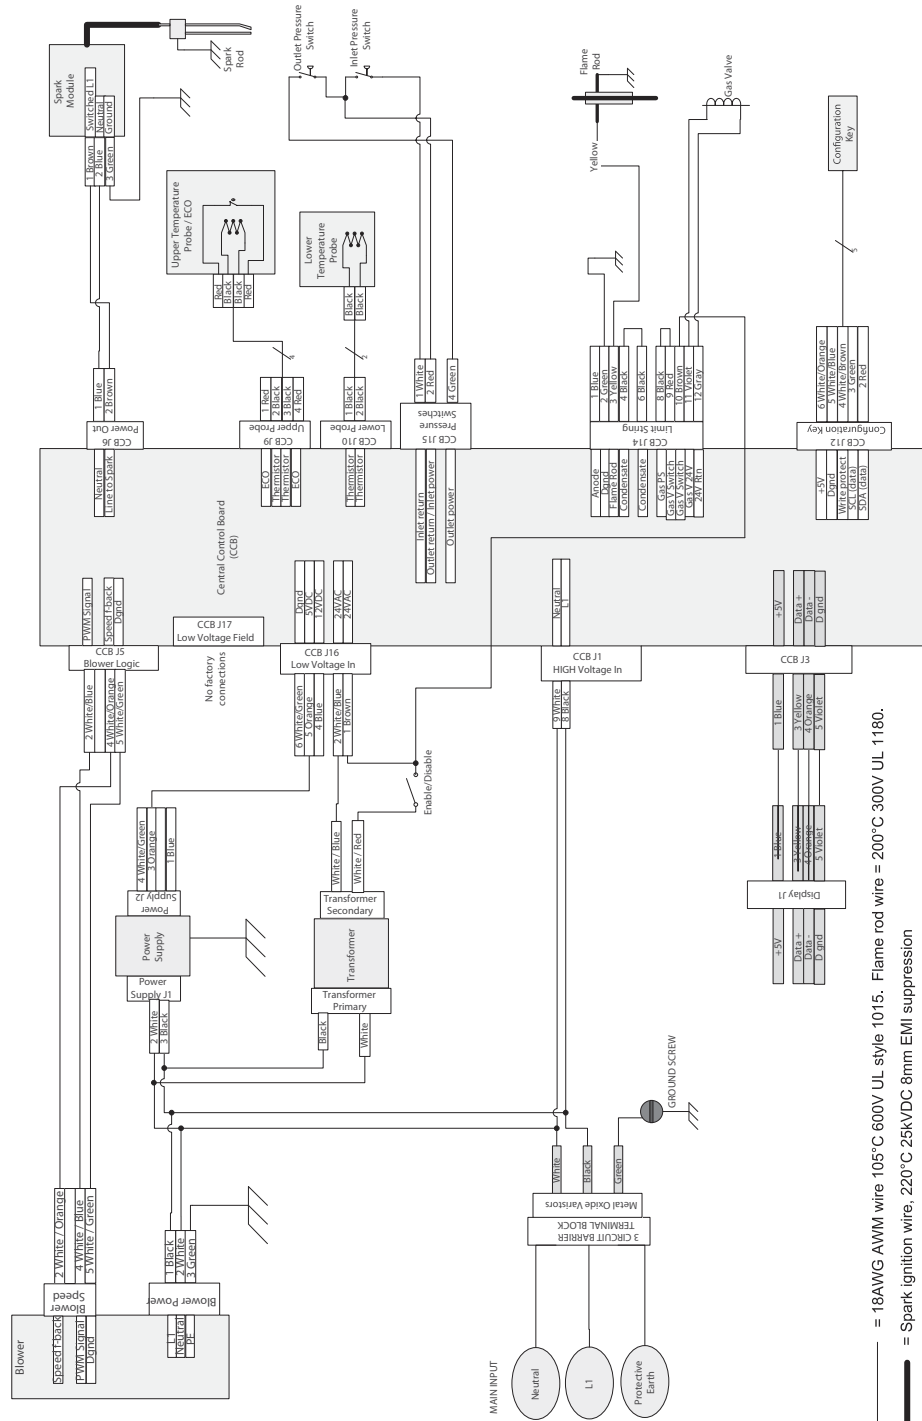 Blower
Speed f-back
PWM Signal
Dgnd
Blower
Speed
2 White / Orange
4 White / Blue
5 White / Green
L1
Neutral
PE
Blower Power
1 Black
2 White
3 Green
MAIN INPUT
Neutral
L1
Protective
Earth
3 CIRCUIT BARRIER
TERMINAL BLOCK
Metal Oxide Varistors
White
Black
Green
GROUND SCREW
2 White
3 Black
Power
Supply J1
Power
Supply
Power
Supply J2
4 White/Green
3 Orange
1 Blue
Black
White
Transformer
Primary
Transformer
Transformer
Secondary
White / Blue
White / Red
Enable/Disable
Display J1
+5V
Data +
Data -
D gnd
1 Blue
3 Yellow
4 Orange
5 Violet
1 Blue
3 Yellow
4 Orange
5 Violet
CCB J3
+5V
Data +
Data -
D gnd
2 White/Blue
4 White/Orange
5 White/Green
CCB J5
Blower Logic
PWM Signal
Speed f-back
Dgnd
No factory
connections
CCB J17
Low Voltage Field
6 White/Green
5 Orange
4 Blue
2 White/Blue
1 Brown
CCB J16
Low Voltage In
Dgnd
5VDC
12VDC
24VAC
24VAC
9 White
8 Black
CCB J1
HIGH Voltage In
Neutral
L1
Central Control Board
(CCB)
Neutral
Line to Spark
CCB J6
Power Out
1 Blue
2 Brown
ECO
Thermistor
Thermistor
ECO
CCB J9
Upper Probe
1 Red
2 Black
3 Black
4 Red
4
Thermistor
Thermistor
CCB J10
Lower Probe
1 Black
2 Black
2
Inlet return
Outlet return / Inlet power
Outlet power
CCB J15
Pressure
Switches
1 White
2 Red
4 Green
Anode
Dgnd
Flame Rod
Condensate
Condensate
Gas PS
Gas V Switch
Gas V Switch
Gas V 24V
24V Rtn
CCB J14
Limit String
1 Blue
2 Green
3 Yellow
4 Black
6 Black
8 Black
9 Red
10 Brown
11 Violet
12 Gray
+5V
Dgnd
Write protect
SCL (data)
SDA (data)
CCB J12
Configuration Key
6 White/Orange
5 White/Blue
4 White/Brown
3 Green
2 Red
5
Configuration
Key
1 Brown
2 Blue
3 Green
Switched L1
Neutral
Ground
Spark
Module
Spark
Rod
Red
Black
Black
Red
Upper Temperature
Probe / ECO
Black
Black
Lower
Temperature
Probe
Outlet Pressure
Switch
Inlet Pressure
Switch
Yellow
Flame
Rod
Gas Valve
= 18AWG AWM wire 105°C 600V UL style 1015. Flame rod wire = 200°C 300V UL 1180.
= Spark ignition wire, 220°C 25kVDC 8mm EMI suppression